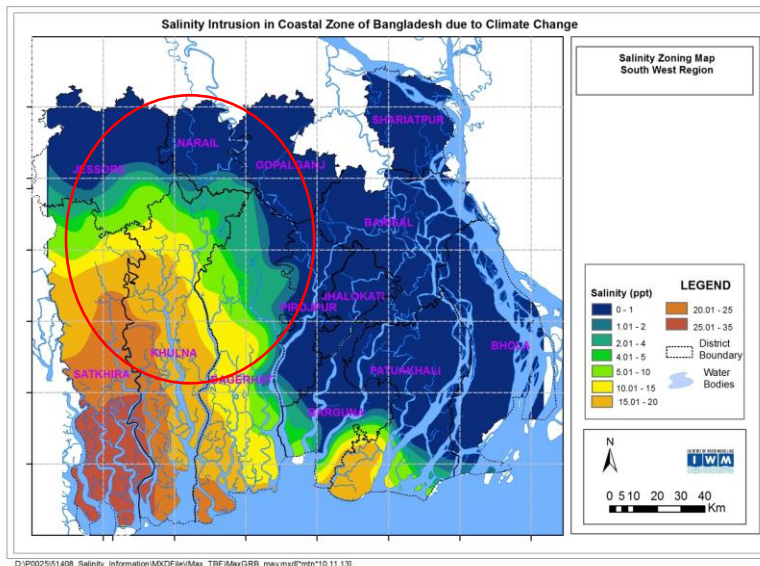 Salinity Intrusion in Coastal Zone of Bangladesh due to Climate Change
Salinity Zoning Map
South West Region
SHARIATPUR
NARAIL
JESSORE
GOPALGANJ
BARISAL
JHALOKATI
PIROJPUR
BHOLA
KHULNA
SATKHIRA
BAGERHAT
PATUAKHALI
BARGUNA
Salinity (ppt)
0 - 1
1.01 - 2
2.01 - 4
4.01 - 5
5.01 - 10
10.01 - 15
15.01 - 20
LEGEND
20.01 - 25
25.01 - 35
District
Boundary
Water
Bodies
N
IWM
0 5 10 20 30 40
Km